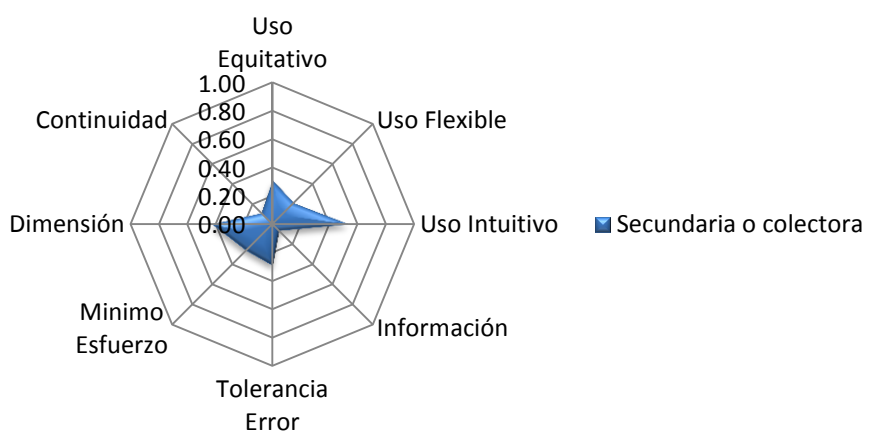 Uso
Equitativo
1.00
0.80
0.60
0.40
0.20
0.00
Uso Flexible
Uso Intuitivo
Información
Tolerancia
Error
Minimo
Esfuerzo
Dimensión
Continuidad
Secundaria o colectora